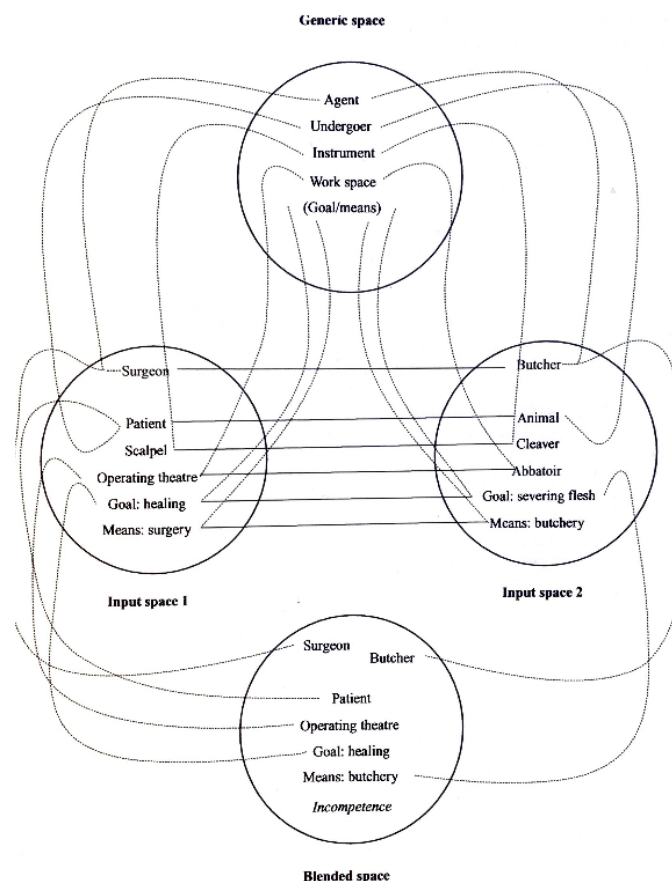 Generic space
Agent
Undergoer
Instrument
Work space
(Goal/means)
Surgeon
Patient
Scalpel
Operating theatre
Goal: healing
Means: surgery
Input space 1
Butcher
Animal
Cleaver
Abbatoir
Goal: severing flesh
Means: butchery
Input space 2
Surgeon
Butcher
Patient
Operating theatre
Goal: healing
Means: butchery
Incompetence
Blended space